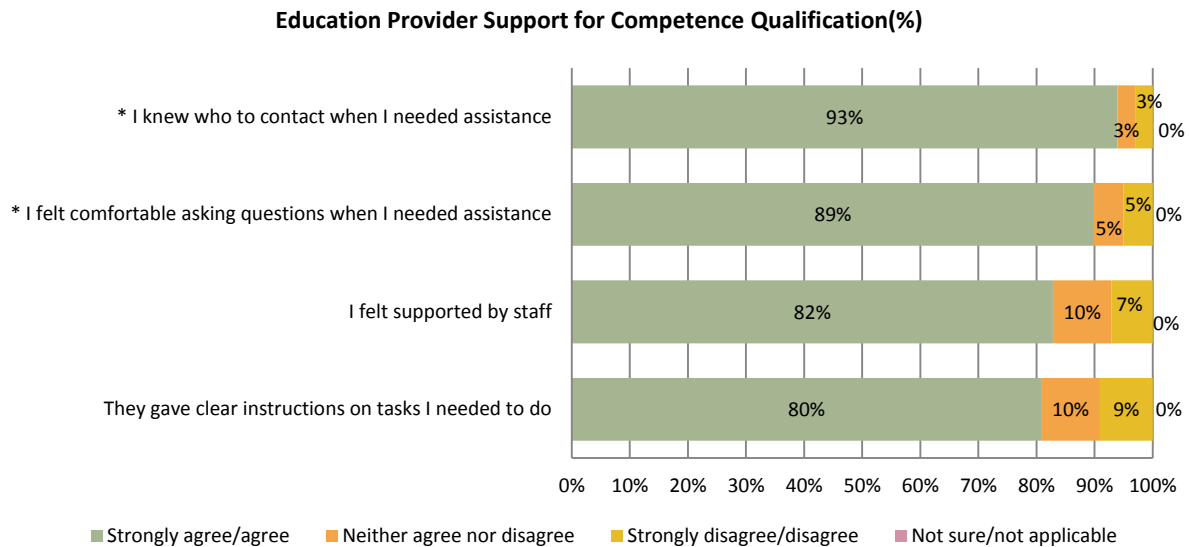 Education Provider Support for Competence Qualification(%)
* I knew who to contact when I needed assistance
93%
3%
3%
0%
* I felt comfortable asking questions when I needed assistance
89%
5%
5%
0%
I felt supported by staff
82%
10%
7%
0%
They gave clear instructions on tasks I needed to do
80%
10%
9%
0%
0% 10% 20% 30% 40% 50% 60% 70% 80% 90% 100%
Strongly agree/agree Neither agree nor disagree Strongly disagree/disagree Not sure/not applicable